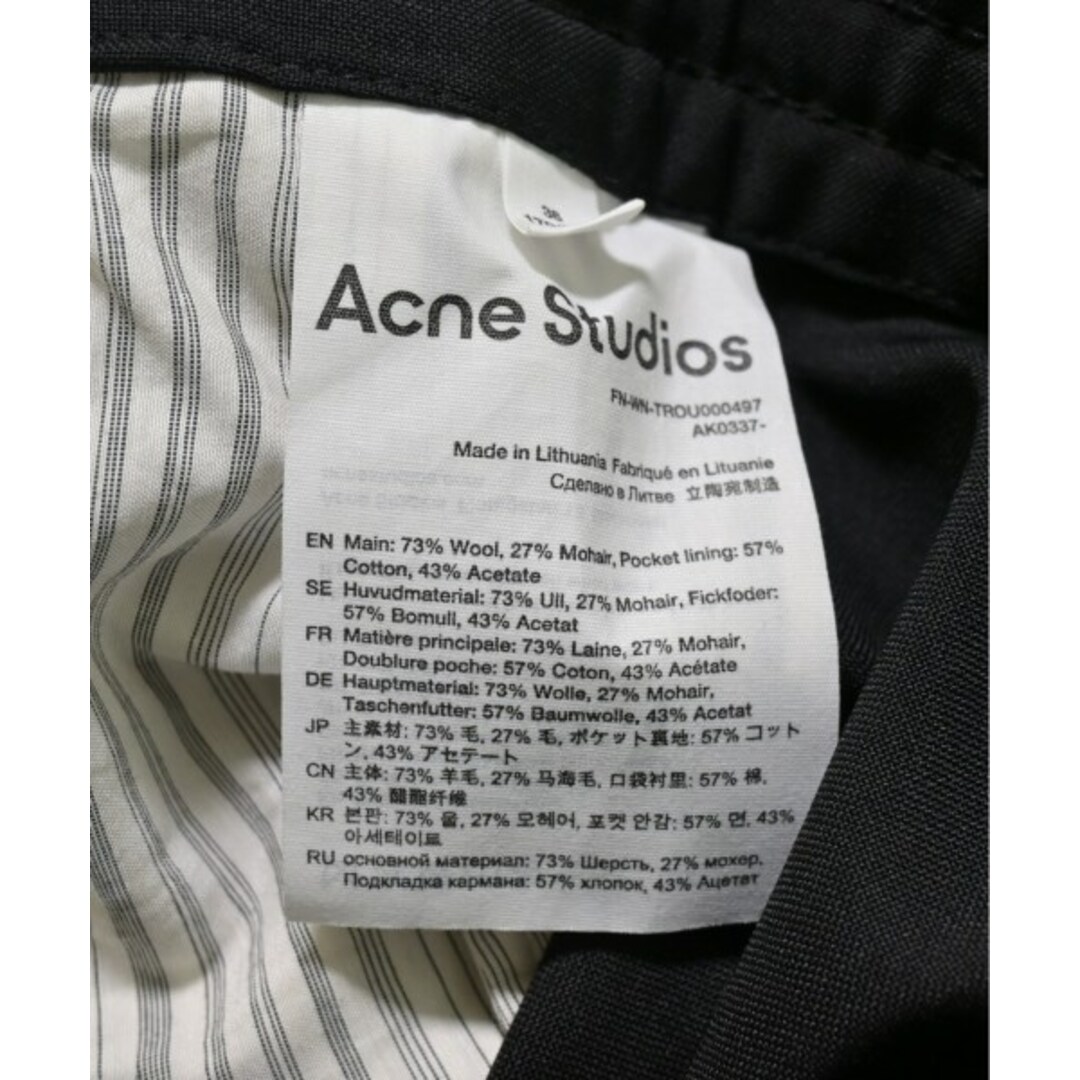 36
Acne Studios
FN-WN-TROU000497
AK0337-
Made in Lithuania Fabriqué en Lituanie
Сделано в Литве 立陶宛制造
EN Main: 73% Wool, 27% Mohair, Pocket lining: 57%
Cotton, 43% Acetate
SE Huvudmaterial: 73% Ull, 27% Mohair, Fickfoder:
57% Bomull, 43% Acetat
FR Matière principale: 73% Laine, 27% Mohair,
Doublure poche: 57% Coton, 43% Acétate
DE Hauptmaterial: 73% Wolle, 27% Mohair,
Taschenfutter: 57% Baumwolle, 43% Acetat
JP 主素材: 73% 毛, 27% 毛, ポケット裏地: 57% コット
ン, 43% アセテート
CN 主体: 73% 羊毛, 27% 马海毛, 口袋衬里: 57% 棉,
43% 醋酯纤维
KR 본판: 73% 울, 27% 모헤어, 포켓 안감: 57% 면, 43%
아세테이트
RU основной материал: 73% Шерсть, 27% мохер,
Подкладка кармана: 57% хлопок, 43% Ацетат